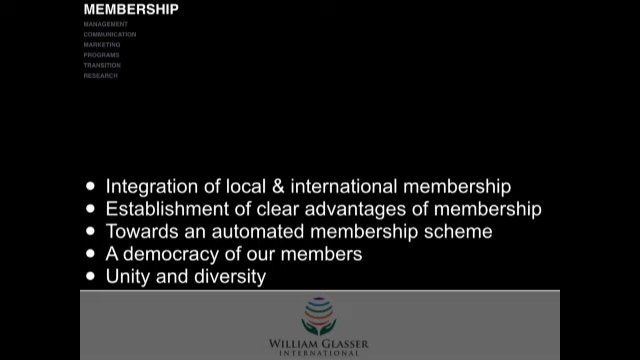 MEMBERSHIP
MANAGEMENT
COMMUNICATION
MARKETING
PROGRAMS
TRANSITION
RESEARCH
• Integration of local & international membership
• Establishment of clear advantages of membership
• Towards an automated membership scheme
• A democracy of our members
• Unity and diversity
WILLIAM GLASSER
INTERNATIONAL